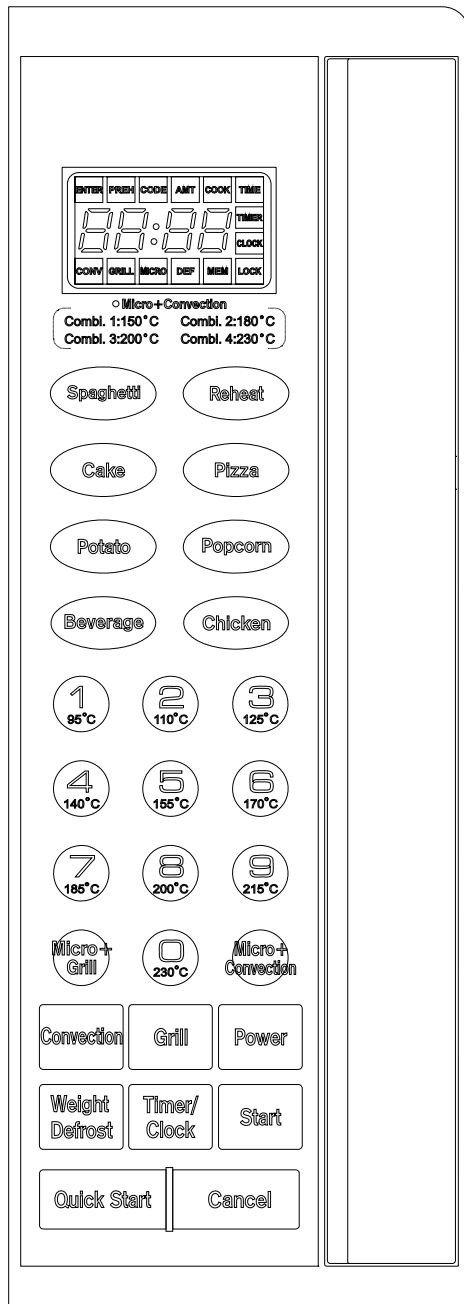 ENTER PREH CODE AMT COOK TIME
88:88 TIMER
CLOCK
CONV GRILL MICRO DEF MEM LOCK
Micro+Convection
Combi. 1:150°C Combi. 2:180°C
Combi. 3:200°C Combi. 4:230°C
Spaghetti Reheat
Cake Pizza
Potato Popcorn
Beverage Chicken
1 2 3
95°C 110°C 125°C
4 5 6
140°C 155°C 170°C
7 8 9
185°C 200°C 215°C
Micro+ 0 Micro+
Grill 230°C Convection
Convection Grill Power
Weight Timer/ Start
Defrost Clock
Quick Start Cancel